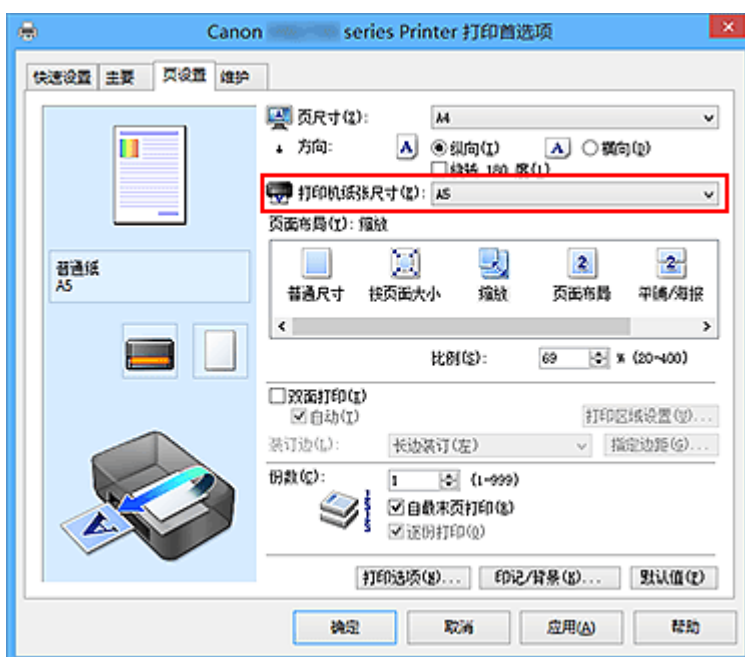 Canon series Printer 打印首选项
快速设置 主要 页设置 维护
页尺寸(Z): A4
方向: A 纵向(I) A 横向(D)
旋转 180 度(1)
打印机纸张尺寸(E): A5
页面布局(Y): 缩放
普通尺寸 按页面大小 缩放 页面布局 平铺/海报
普通纸
A5
比例(S): 69 % (20~400)
双面打印(X)
自动(T) 打印区域设置(W)...
装订边(L): 长边装订(左) 指定边距(G)...
份数(C): 1 (1-999)
自最末页打印(R)
逐份打印(O)
打印选项(N)... 印记/背景(K)... 默认值(F)
确定 取消 应用(A) 帮助